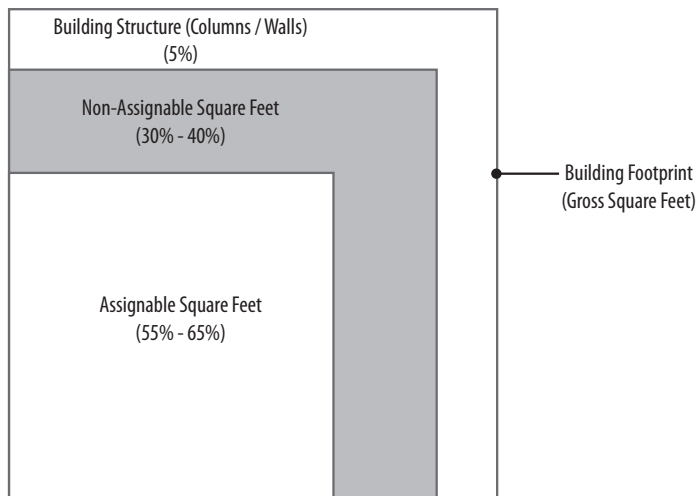 Building Structure (Columns / Walls)
(5%)
Non-Assignable Square Feet
(30% - 40%)
Building Footprint
(Gross Square Feet)
Assignable Square Feet
(55% - 65%)